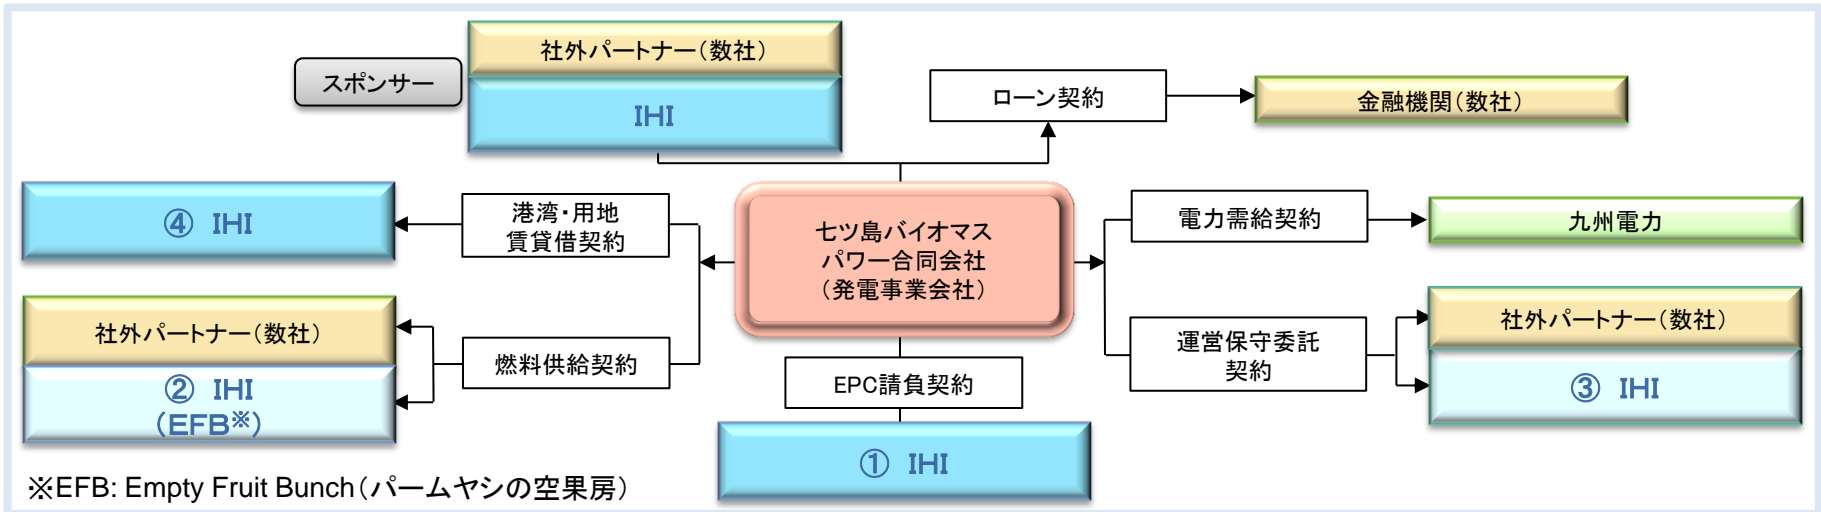 社外パートナー（数社）
スポンサー
IHI
ローン契約
金融機関（数社）
④ IHI
港湾・用地
賃貸借契約
七ツ島バイオマス
パワー合同会社
（発電事業会社）
電力需給契約
九州電力
社外パートナー（数社）
② IHI
（EFB※）
燃料供給契約
EPC請負契約
運営保守委託
契約
社外パートナー（数社）
③ IHI
① IHI
※EFB: Empty Fruit Bunch（パームヤシの空果房）